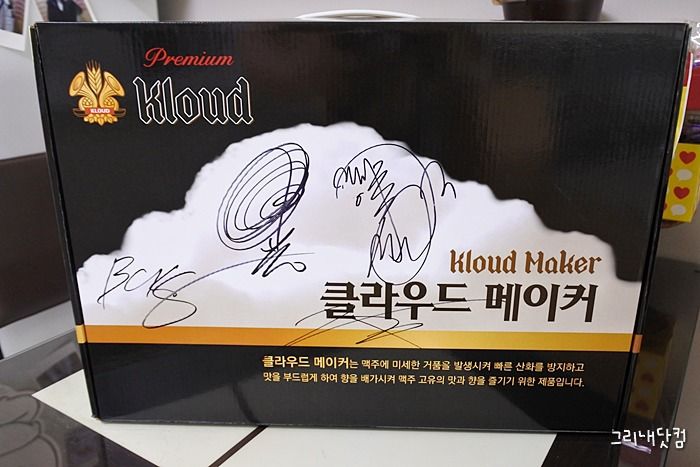 Premium
KLOUD
Kloud
Kloud Maker
클라우드 메이커
클라우드 메이커는 맥주에 미세한 거품을 발생시켜 빠른 산화를 방지하고
맛을 부드럽게 하여 향을 배가시켜 맥주 고유의 맛과 향을 즐기기 위한 제품입니다.
그리내닷컴